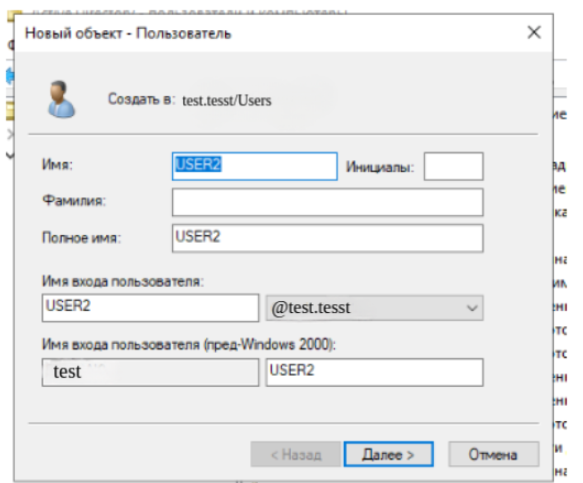 Новый объект - Пользователь
Создать в: test.tesst/Users
Имя: USER2 Инициалы:
Фамилия:
Полное имя: USER2
Имя входа пользователя:
USER2 @test.tesst
Имя входа пользователя (пред-Windows 2000):
test USER2
< Назад Далее > Отмена